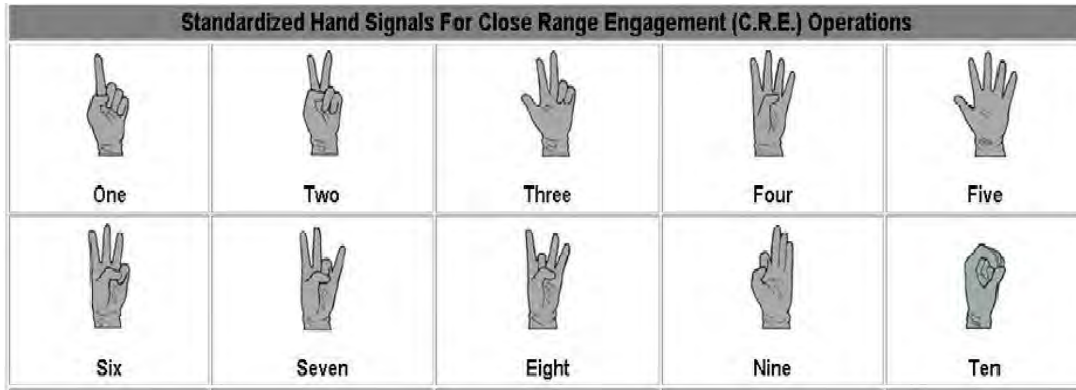 Standardized Hand Signals For Close Range Engagement (C.R.E.) Operations
One Two Three Four Five
Six Seven Eight Nine Ten